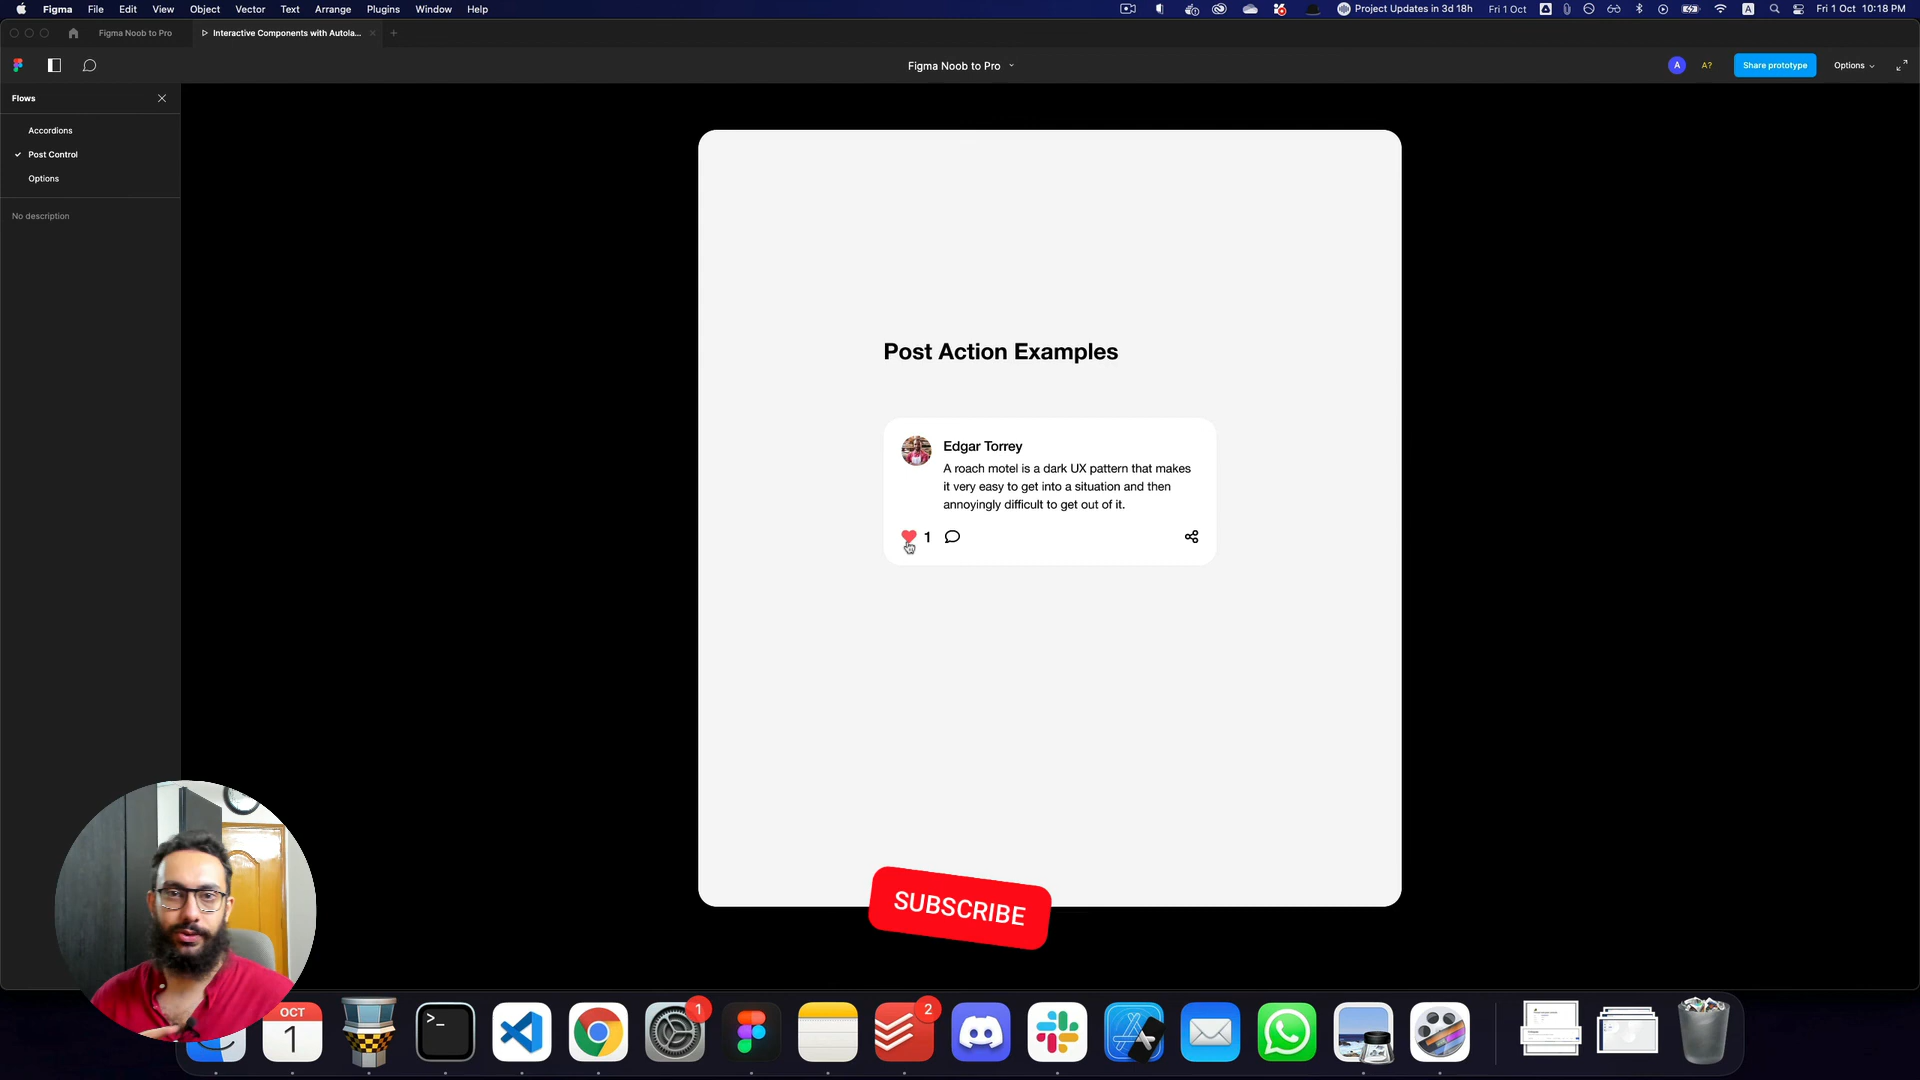 Figma File Edit View Object Vector Text Arrange Plugins Window Help
Project Updates in 3d 18h Fri 1 Oct A Fri 1 Oct 10:18 PM
Figma Noob to Pro
Interactive Components with Autola...
Figma Noob to Pro
A A? Share prototype Options
Flows
Accordions
Post Control
Options
No description
Post Action Examples
Edgar Torrey
A roach motel is a dark UX pattern that makes
it very easy to get into a situation and then
annoyingly difficult to get out of it.
1
SUBSCRIBE
OCT
1
>_
1
2